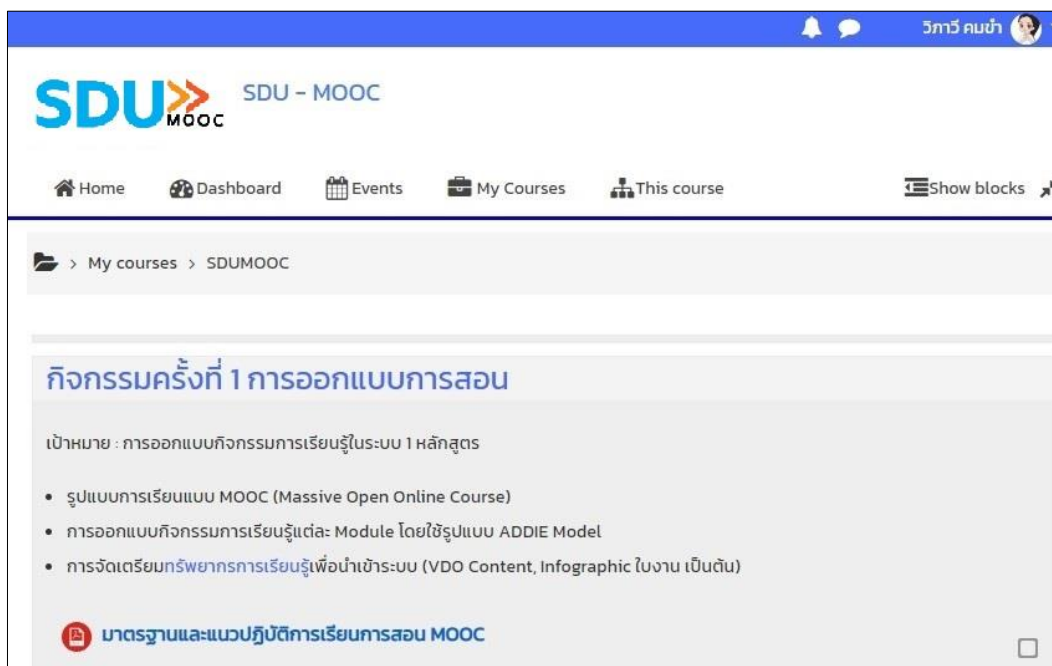 วิภาวี คมขำ
SDU MOOC
SDU - MOOC
Home Dashboard Events My Courses This course Show blocks
> My courses > SDUMOOC
กิจกรรมครั้งที่ 1 การออกแบบการสอน
เป้าหมาย : การออกแบบกิจกรรมการเรียนรู้ในระบบ 1 หลักสูตร
• รูปแบบการเรียนแบบ MOOC (Massive Open Online Course)
• การออกแบบกิจกรรมการเรียนรู้แต่ละ Module โดยใช้รูปแบบ ADDIE Model
• การจัดเตรียมทรัพยากรการเรียนรู้เพื่อนำเข้าระบบ (VDO Content, Infographic ใบงาน เป็นต้น)
มาตรฐานและแนวปฏิบัติการเรียนการสอน MOOC